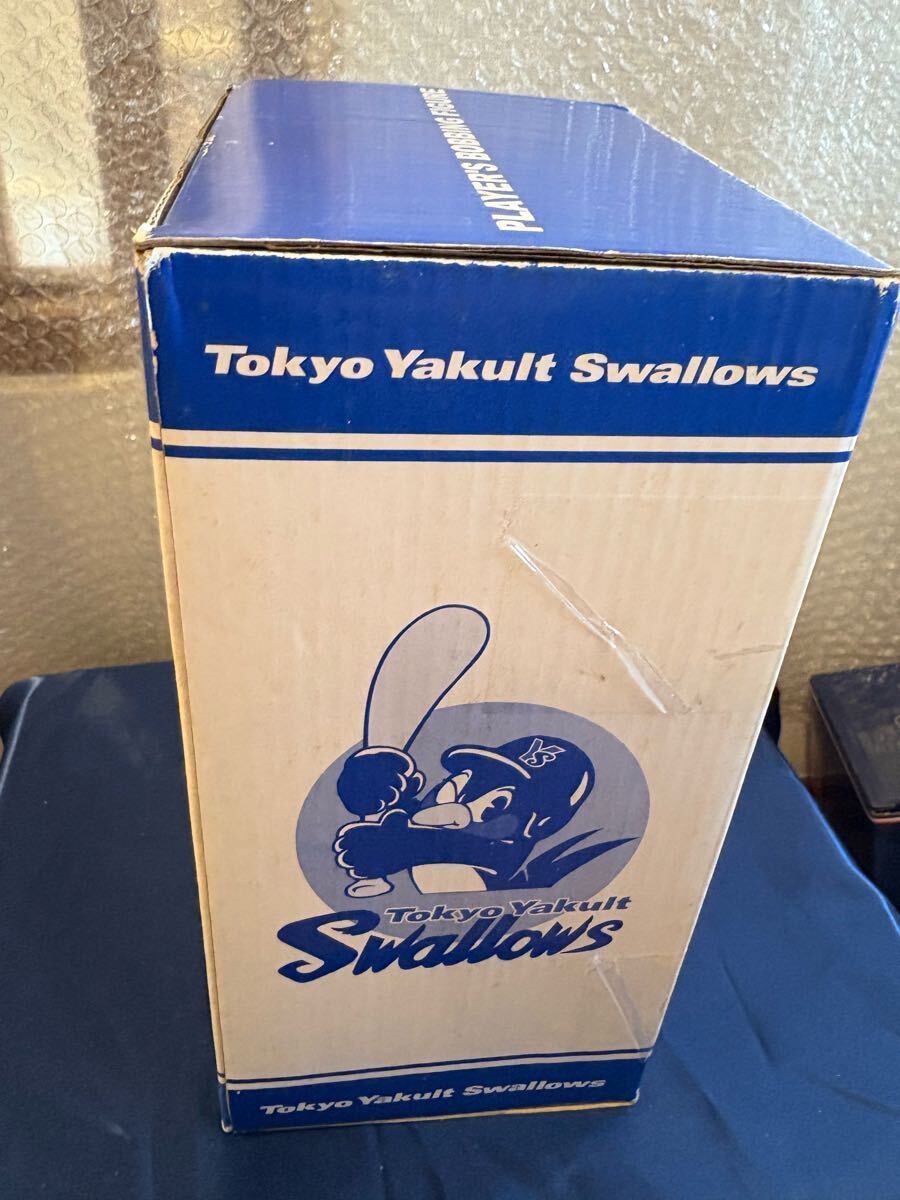 PLAYER'S BOBBING FIGURE
Tokyo Yakult Swallows
YS
Tokyo Yakult
Swallows
Tokyo Yakult Swallows